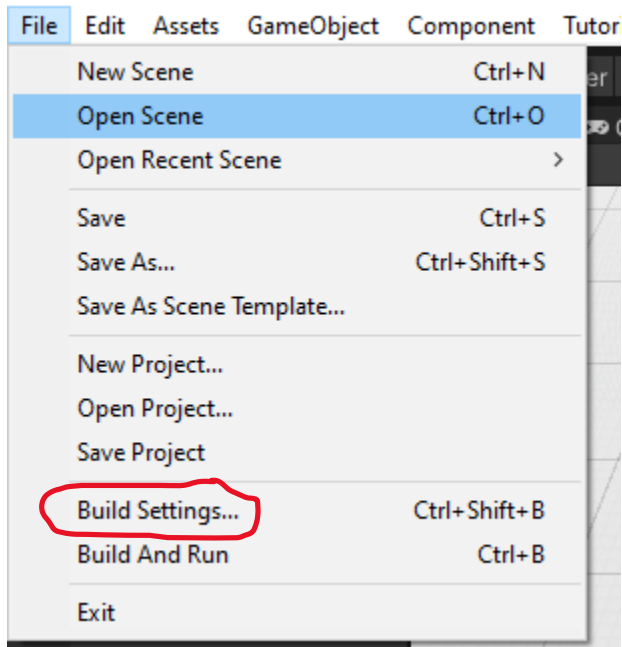 File Edit Assets GameObject Component Tutori
New Scene Ctrl+N
er
Open Scene Ctrl+O
Open Recent Scene >
Save Ctrl+S
Save As... Ctrl+Shift+S
Save As Scene Template...
New Project...
Open Project...
Save Project
Build Settings... Ctrl+Shift+B
Build And Run Ctrl+B
Exit